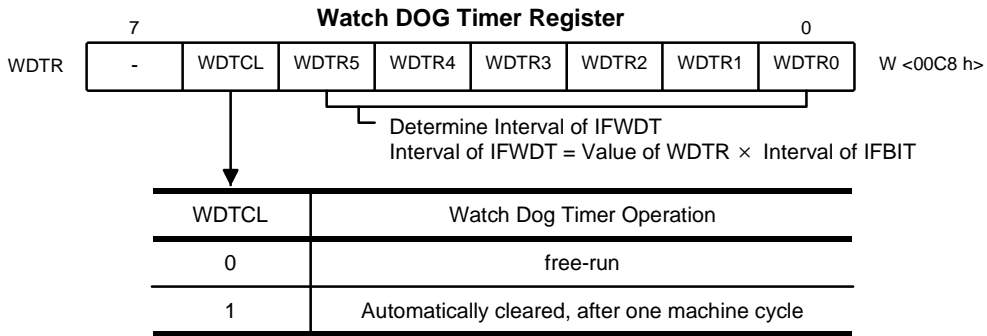 Watch DOG Timer Register
7 0
WDTR - WDTCL WDTR5 WDTR4 WDTR3 WDTR2 WDTR1 WDTR0 W <00C8 h>
Determine Interval of IFWDT
Interval of IFWDT = Value of WDTR × Interval of IFBIT
WDTCL Watch Dog Timer Operation
0 free-run
1 Automatically cleared, after one machine cycle